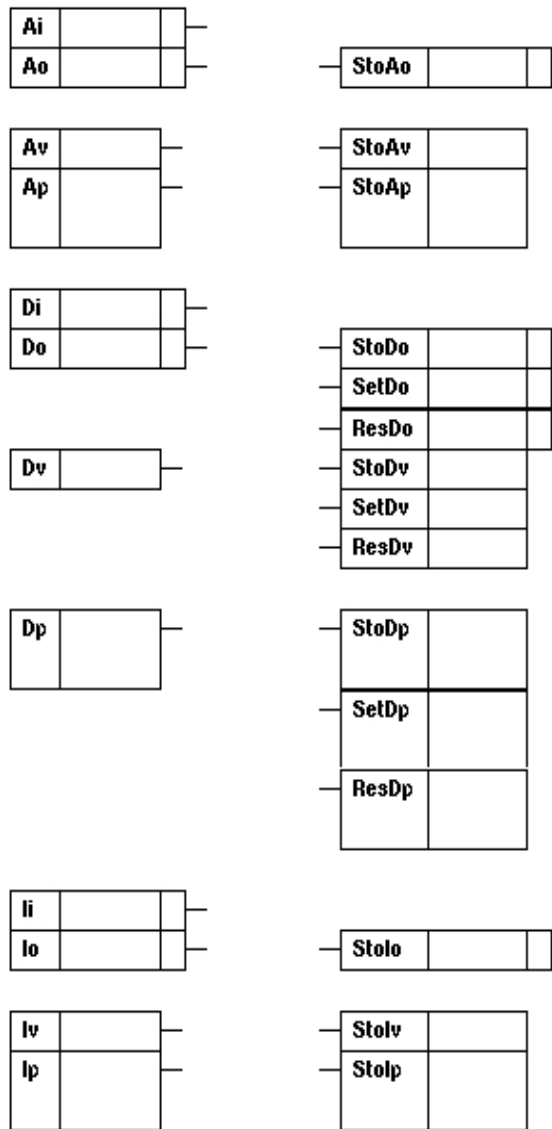 Ai
Ao StoAo
Av StoAv
Ap StoAp
Di
Do StoDo
SetDo
ResDo
Dv StoDv
SetDv
ResDv
Dp StoDp
SetDp
ResDp
Ii
Io StoIo
Iv StoIv
Ip StoIp